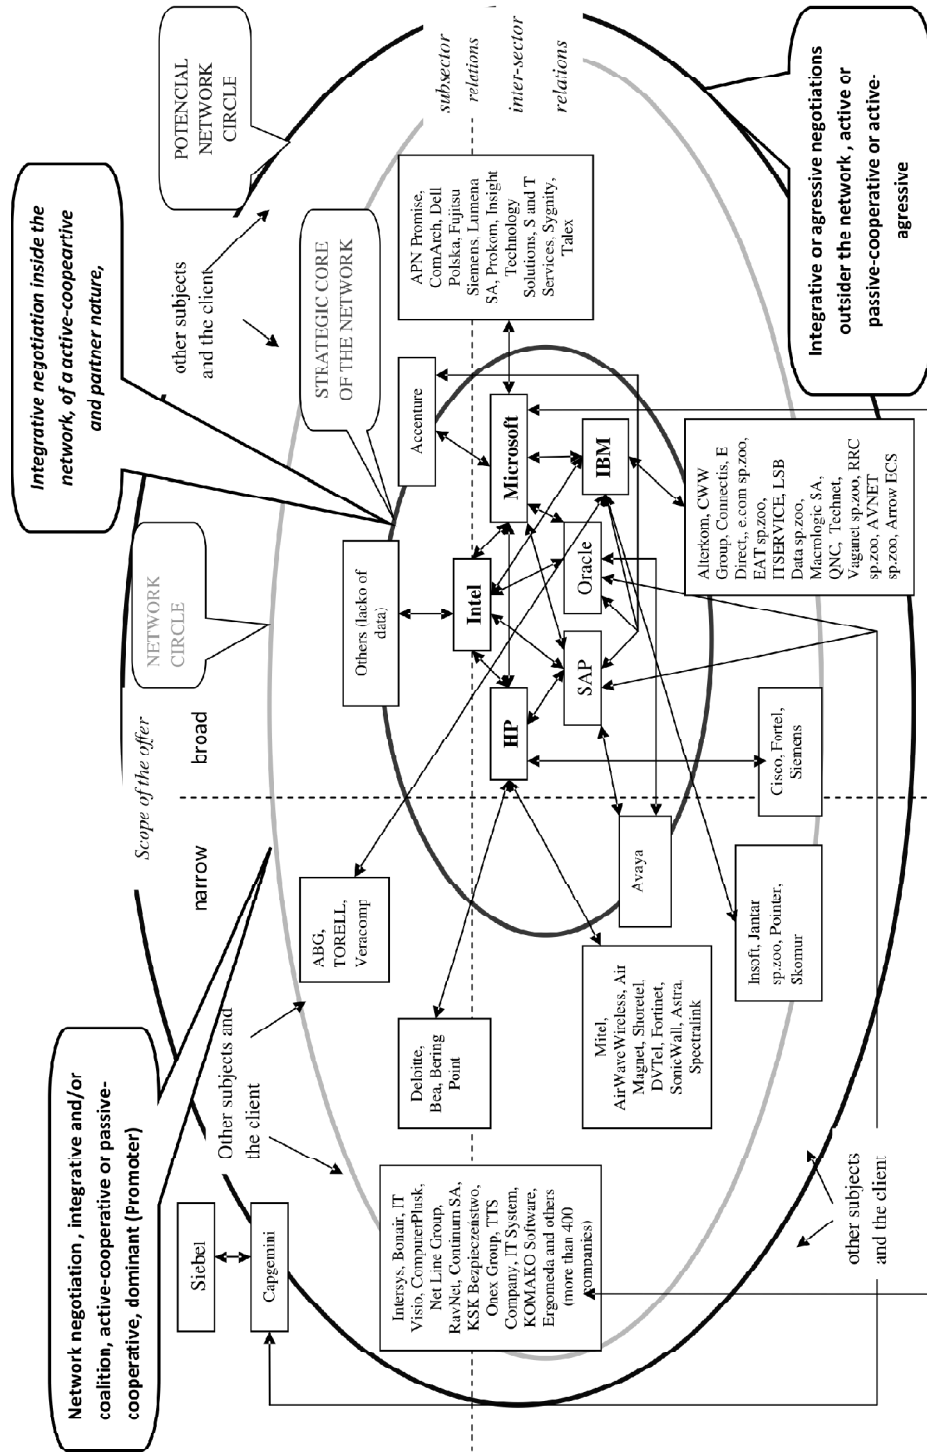 Network negotiation , integrative and/or
coalition, active-cooperative or passive-
cooperative, dominant (Promoter)
Integrative negotiation inside the
network, of a active-coopeartive
and partner nature,
NETWORK
CIRCLE
POTENCIAL
NETWORK
CIRCLE
Scope of the offer
narrow
broad
Siebel
Capgemini
Other subjects and
the client
other subjects
and the client
STRATEGIC CORE
OF THE NETWORK
ABG,
TORELL,
Veracomp
Others (lacko of
data)
Accenture
subsector
relations
inter-sector
relations
Intersys, Bonair, IT
Visio, ComputerPlusk,
Net Line Group,
RavNet, Continum SA,
KSK Bezpieczenstwo,
Onex Group, TTS
Company, IT System,
KOMAKO Software,
Ergomeda and others
(more than 400
companies)
Deloitte,
Bea, Bering
Point
Intel
HP
Microsoft
APN Promise,
ComArch, Dell
Polska, Fujitsu
Siemens, Lumena
SA, Prokom, Insight
Technology
Solutions, S and T
Services, Sygnity,
Talex
SAP
Oracle
IBM
Mitel,
AirWaveWireless, Air
Magnet, Shoretel,
DVTel, Fortinet,
SonicWall, Astra,
Spectralink
Avaya
Insoft, Jantar
sp.zoo, Pointer,
Skomur
Cisco, Fortel,
Siemens
Alterkom, CWW
Group, Connectis, E
Direct,, e.com sp.zoo,
EAT sp.zoo,
ITSERVICE, LSB
Data sp.zoo,
Macrologic SA,
QNC, Technet,
Vaganet sp.zoo, RRC
sp.zoo, AVNET
sp.zoo, Arrow ECS
other subjects
and the client
Integrative or agressive negotiations
outsider the network , active or
passive-cooperative or active-
agressive